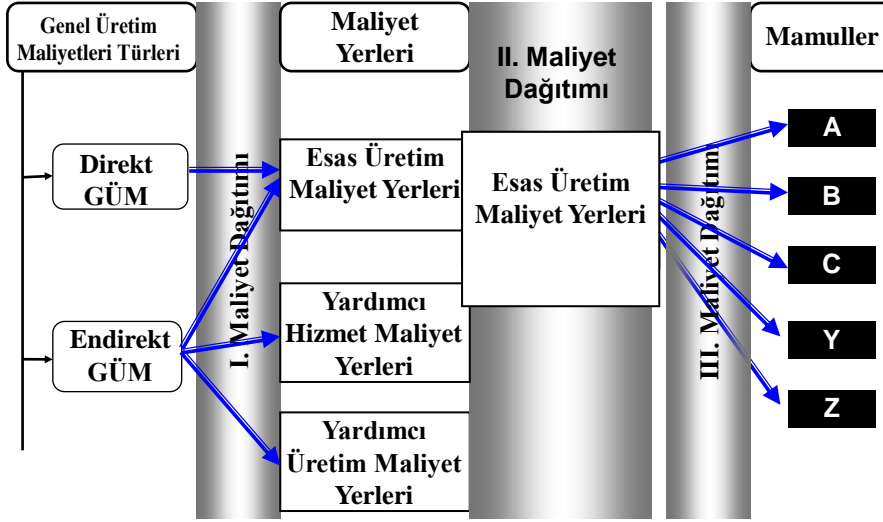 Genel Üretim
Maliyetleri Türleri
Direkt
GÜM
Endirekt
GÜM
I. Maliyet Dağıtımı
Maliyet
Yerleri
Esas Üretim
Maliyet Yerleri
Yardımcı
Hizmet Maliyet
Yerleri
Yardımcı
Üretim Maliyet
Yerleri
II. Maliyet
Dağıtımı
Esas Üretim
Maliyet Yerleri
III. Maliyet Dağıtımı
Mamuller
A
B
C
Y
Z